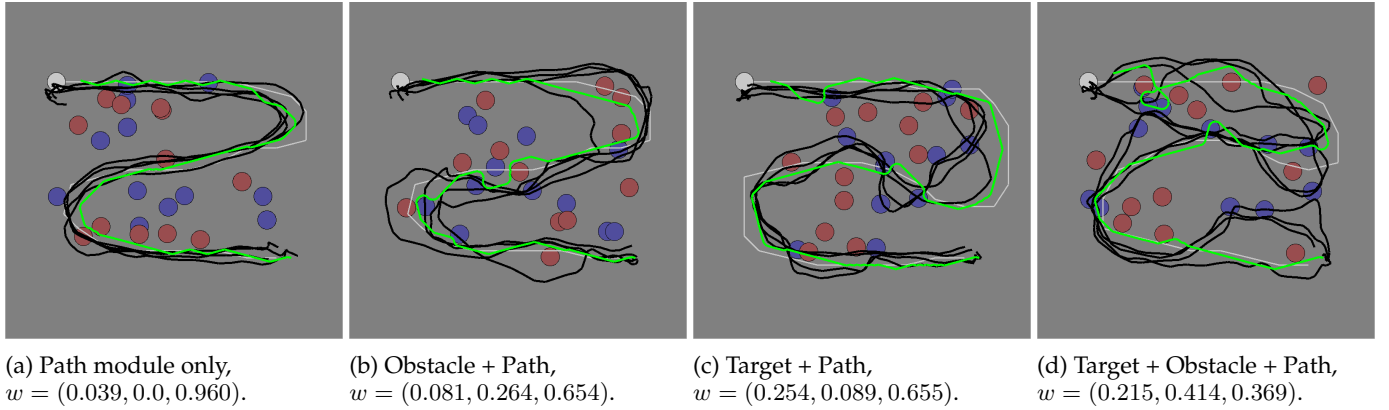 (a) Path module only,
w = (0.039, 0.0, 0.960).
(b) Obstacle + Path,
w = (0.081, 0.264, 0.654).
(c) Target + Path,
w = (0.254, 0.089, 0.655).
(d) Target + Obstacle + Path,
w = (0.215, 0.414, 0.369).